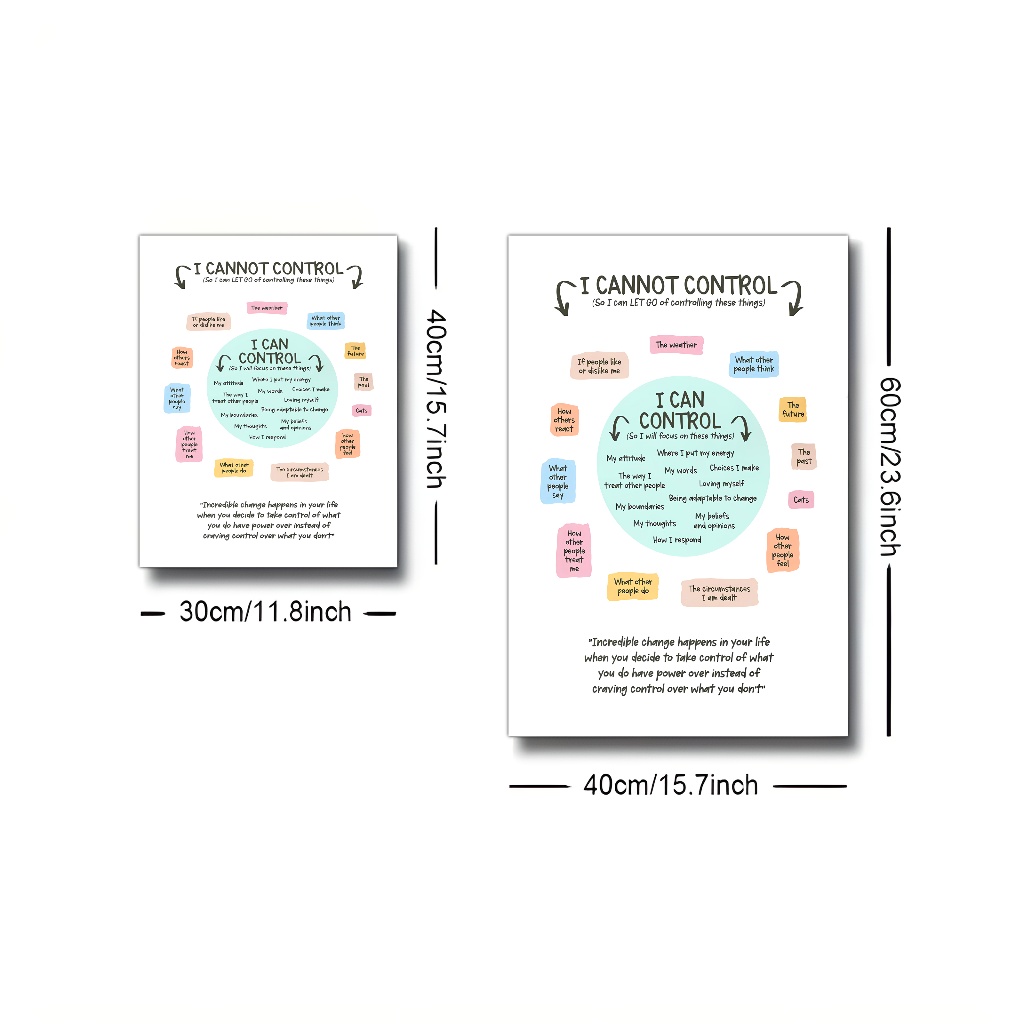 I CANNOT CONTROL
(So I can LET GO of controlling these things)
The weather
If people like
or dislike me
What other
people think
How
others
react
The
future
What
other
people
say
The
past
Cats
How
other
people
treat
me
How
other
people
feel
What other
people do
The circumstances
I am dealt
I CAN
CONTROL
(So I will focus on these things)
My attitude
Where I put my energy
My words
Choices I make
The way I
treat other people
Loving myself
Being adaptable to change
My boundaries
My beliefs
and opinions
My thoughts
How I respond
"Incredible change happens in your life
when you decide to take control of what
you do have power over instead of
craving control over what you don't"
40cm/15.7inch
30cm/11.8inch
I CANNOT CONTROL
(So I can LET GO of controlling these things)
The weather
If people like
or dislike me
What other
people think
How
others
react
The
future
What
other
people
say
The
past
Cats
How
other
people
treat
me
How
other
people
feel
What other
people do
The circumstances
I am dealt
I CAN
CONTROL
(So I will focus on these things)
My attitude
Where I put my energy
My words
Choices I make
The way I
treat other people
Loving myself
Being adaptable to change
My boundaries
My beliefs
and opinions
My thoughts
How I respond
"Incredible change happens in your life
when you decide to take control of what
you do have power over instead of
craving control over what you don't"
60cm/23.6inch
40cm/15.7inch